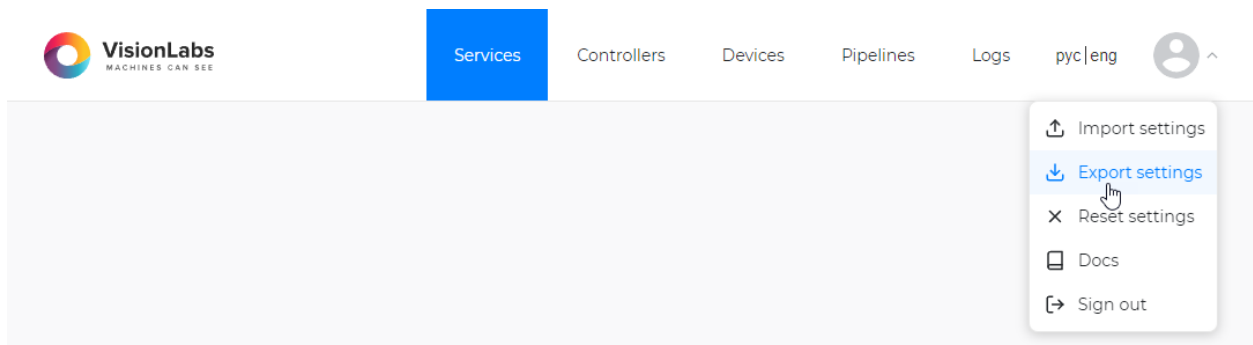 VisionLabs
MACHINES CAN SEE
Services Controllers Devices Pipelines Logs рус|eng
Import settings
Export settings
Reset settings
Docs
Sign out